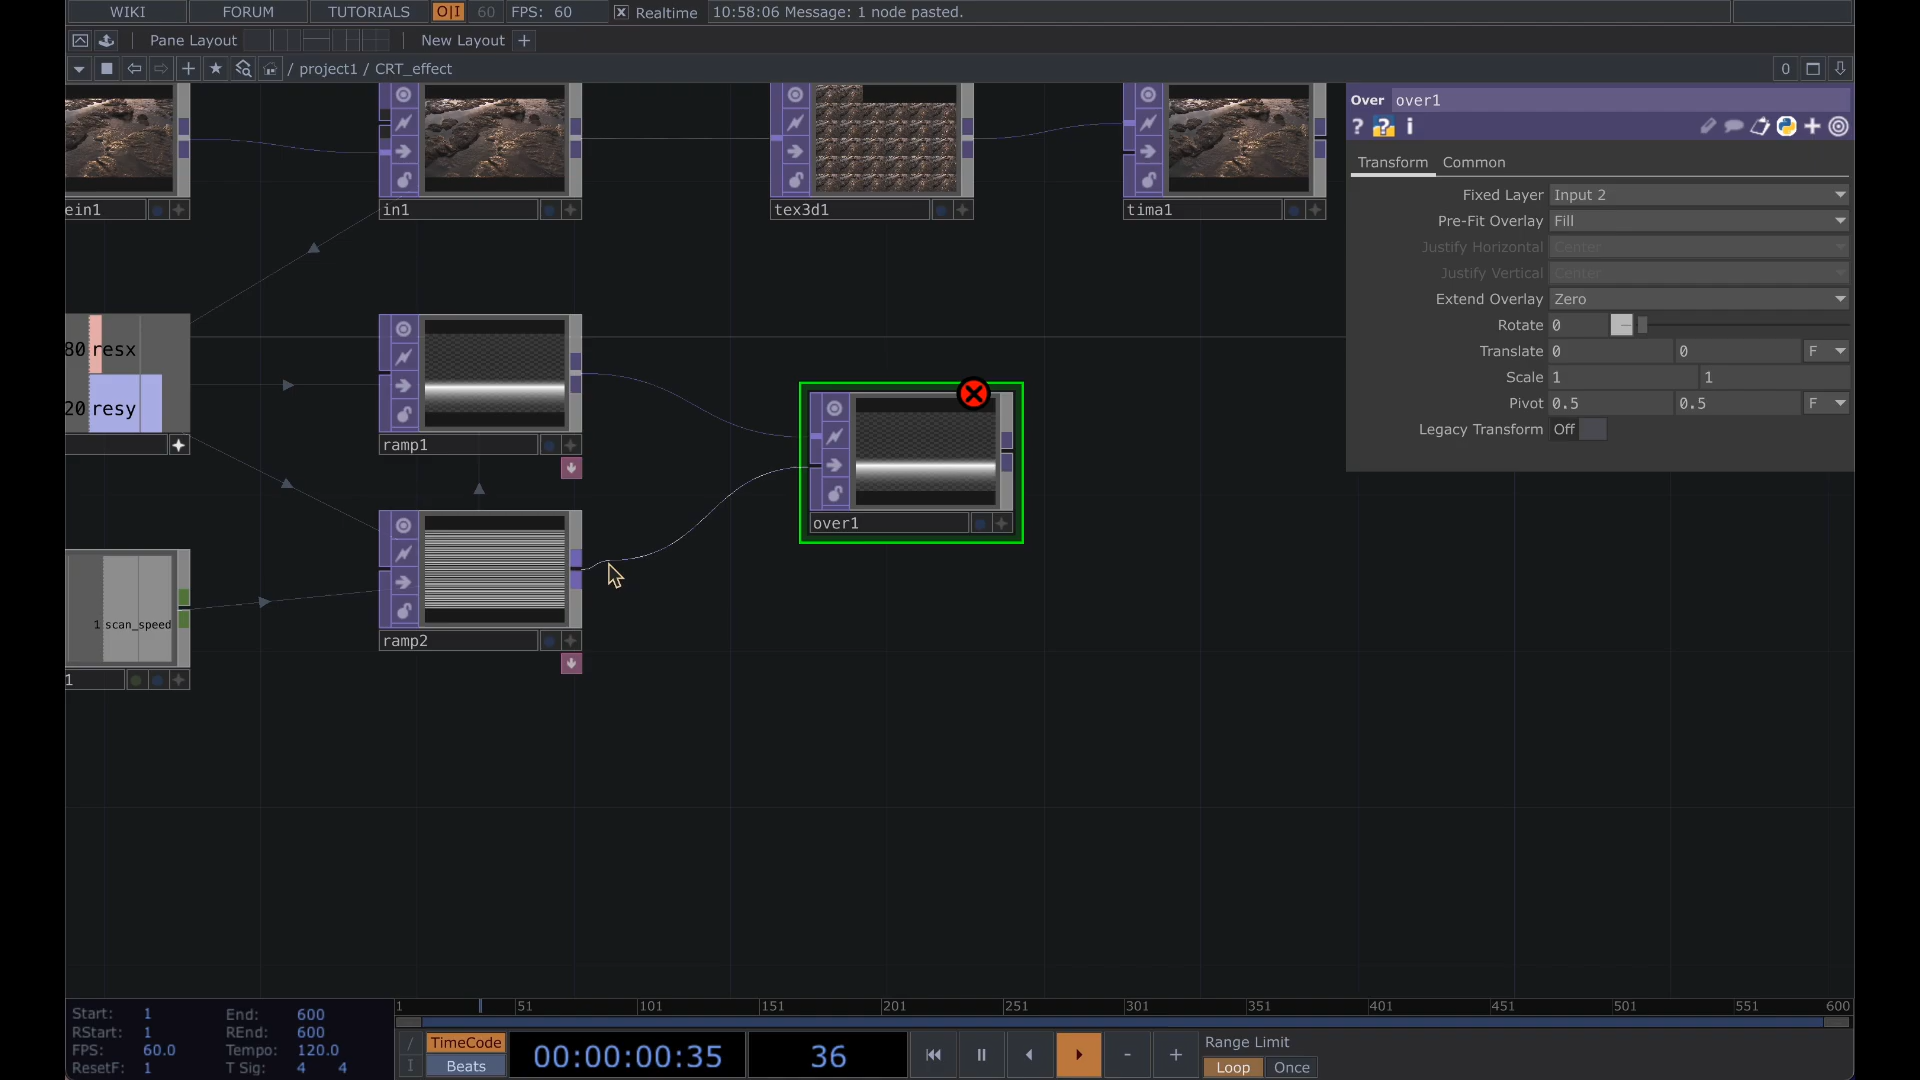 WIKI FORUM TUTORIALS O|I 60 FPS: 60 Realtime 10:58:06 Message: 1 node pasted.
Pane Layout New Layout +
/ project1 / CRT_effect 0
Over over1
? ? i
Transform Common
Fixed Layer Input 2
Pre-Fit Overlay Fill
Justify Horizontal Center
Justify Vertical Center
Extend Overlay Zero
Rotate 0
Translate 0 0 F
Scale 1 1
Pivot 0.5 0.5 F
Legacy Transform Off
ein1 in1 tex3d1 tima1
80 resx
20 resy
ramp1
over1
1 scan_speed
ramp2
1
Start: 1 End: 600
RStart: 1 REnd: 600
FPS: 60.0 Tempo: 120.0
ResetF: 1 T Sig: 4 4
1 51 101 151 201 251 301 351 401 451 501 551 600
/ TimeCode
I Beats
00:00:00:35 36 - +
Range Limit
Loop Once